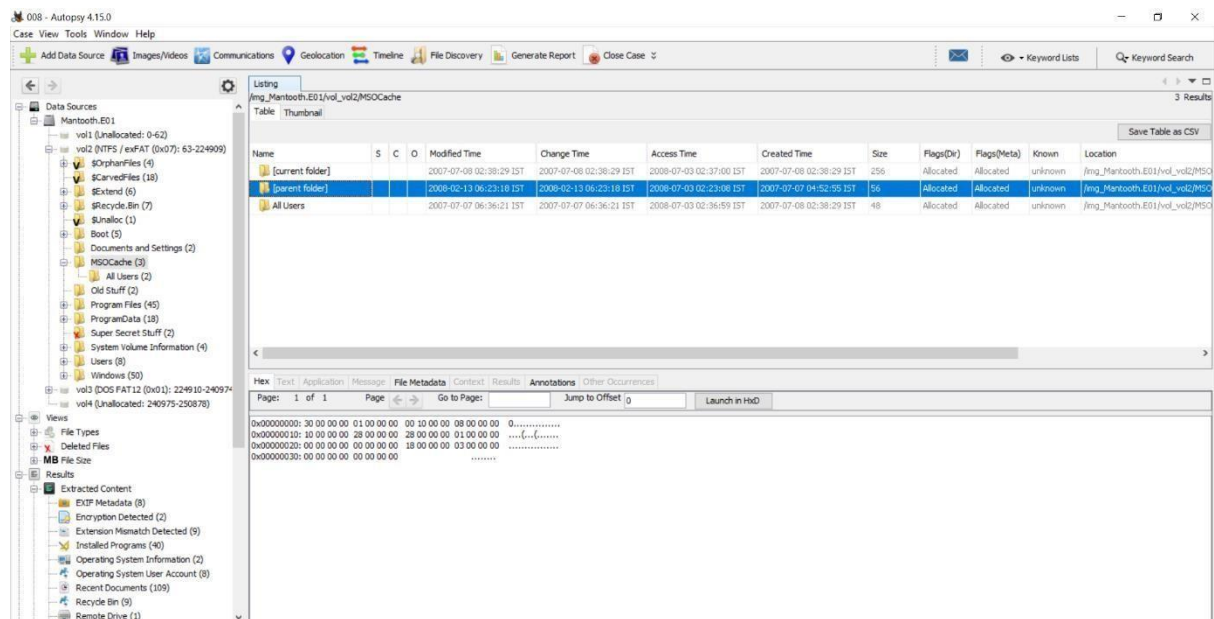 008 - Autopsy 4.15.0
Case View Tools Window Help
Add Data Source Images/Videos Communications Geolocation Timeline File Discovery Generate Report Close Case Keyword Lists Keyword Search
Listing
/img_Mantooth.E01/vol_vol2/MSOCache 3 Results
Table Thumbnail
Save Table as CSV
Name S C O Modified Time Change Time Access Time Created Time Size Flags(Dir) Flags(Meta) Known Location
[current folder] 2007-07-08 02:38:29 IST 2007-07-08 02:38:29 IST 2008-07-03 02:37:00 IST 2007-07-08 02:38:29 IST 256 Allocated Allocated unknown /img_Mantooth.E01/vol_vol2/MSO
[parent folder] 2008-02-13 06:23:18 IST 2008-02-13 06:23:18 IST 2008-07-03 02:23:08 IST 2007-07-07 04:52:55 IST 56 Allocated Allocated unknown /img_Mantooth.E01/vol_vol2/MSO
All Users 2007-07-07 06:36:21 IST 2007-07-07 06:36:21 IST 2008-07-03 02:36:59 IST 2007-07-08 02:38:29 IST 48 Allocated Allocated unknown /img_Mantooth.E01/vol_vol2/MSO
Data Sources
Mantooth.E01
vol1 (Unallocated: 0-62)
vol2 (NTFS / exFAT (0x07): 63-224909)
$OrphanFiles (4)
$CarvedFiles (18)
$Extend (6)
$Recycle.Bin (7)
$Unalloc (1)
Boot (5)
Documents and Settings (2)
MSOCache (3)
All Users (2)
Old Stuff (2)
Program Files (45)
ProgramData (18)
Super Secret Stuff (2)
System Volume Information (4)
Users (8)
Windows (50)
vol3 (DOS FAT12 (0x01): 224910-240974
vol4 (Unallocated: 240975-250878)
Views
File Types
Deleted Files
MB File Size
Results
Extracted Content
EXIF Metadata (8)
Encryption Detected (2)
Extension Mismatch Detected (9)
Installed Programs (40)
Operating System Information (2)
Operating System User Account (8)
Recent Documents (109)
Recycle Bin (9)
Remote Drive (1)
Hex Text Application Message File Metadata Context Results Annotations Other Occurrences
Page: 1 of 1 Page Go to Page: Jump to Offset 0 Launch in HxD
0x00000000: 30 00 00 00 01 00 00 00 00 10 00 00 08 00 00 00 0...............
0x00000010: 10 00 00 00 28 00 00 00 28 00 00 00 01 00 00 00 ....(...(.......
0x00000020: 00 00 00 00 00 00 00 00 18 00 00 00 03 00 00 00 ................
0x00000030: 00 00 00 00 00 00 00 00 ........